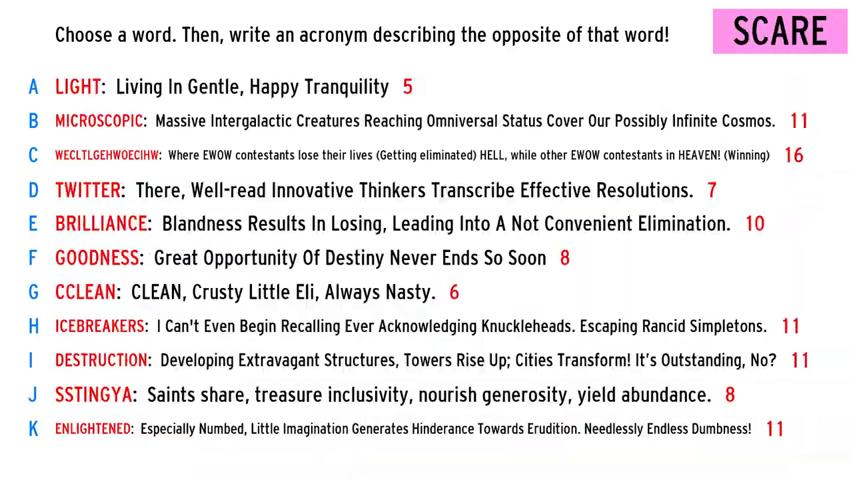 Choose a word. Then, write an acronym describing the opposite of that word!
SCARE
A LIGHT: Living In Gentle, Happy Tranquility 5
B MICROSCOPIC: Massive Intergalactic Creatures Reaching Omniversal Status Cover Our Possibly Infinite Cosmos. 11
C WECLTLGEHWOECIHW: Where EWOW contestants lose their lives (Getting eliminated) HELL, while other EWOW contestants in HEAVEN! (Winning) 16
D TWITTER: There, Well-read Innovative Thinkers Transcribe Effective Resolutions. 7
E BRILLIANCE: Blandness Results In Losing, Leading Into A Not Convenient Elimination. 10
F GOODNESS: Great Opportunity Of Destiny Never Ends So Soon 8
G CCLEAN: CLEAN, Crusty Little Eli, Always Nasty. 6
H ICEBREAKERS: I Can't Even Begin Recalling Ever Acknowledging Knuckleheads. Escaping Rancid Simpletons. 11
I DESTRUCTION: Developing Extravagant Structures, Towers Rise Up; Cities Transform! It's Outstanding, No? 11
J SSTINGYA: Saints share, treasure inclusivity, nourish generosity, yield abundance. 8
K ENLIGHTENED: Especially Numbed, Little Imagination Generates Hinderance Towards Erudition. Needlessly Endless Dumbness! 11